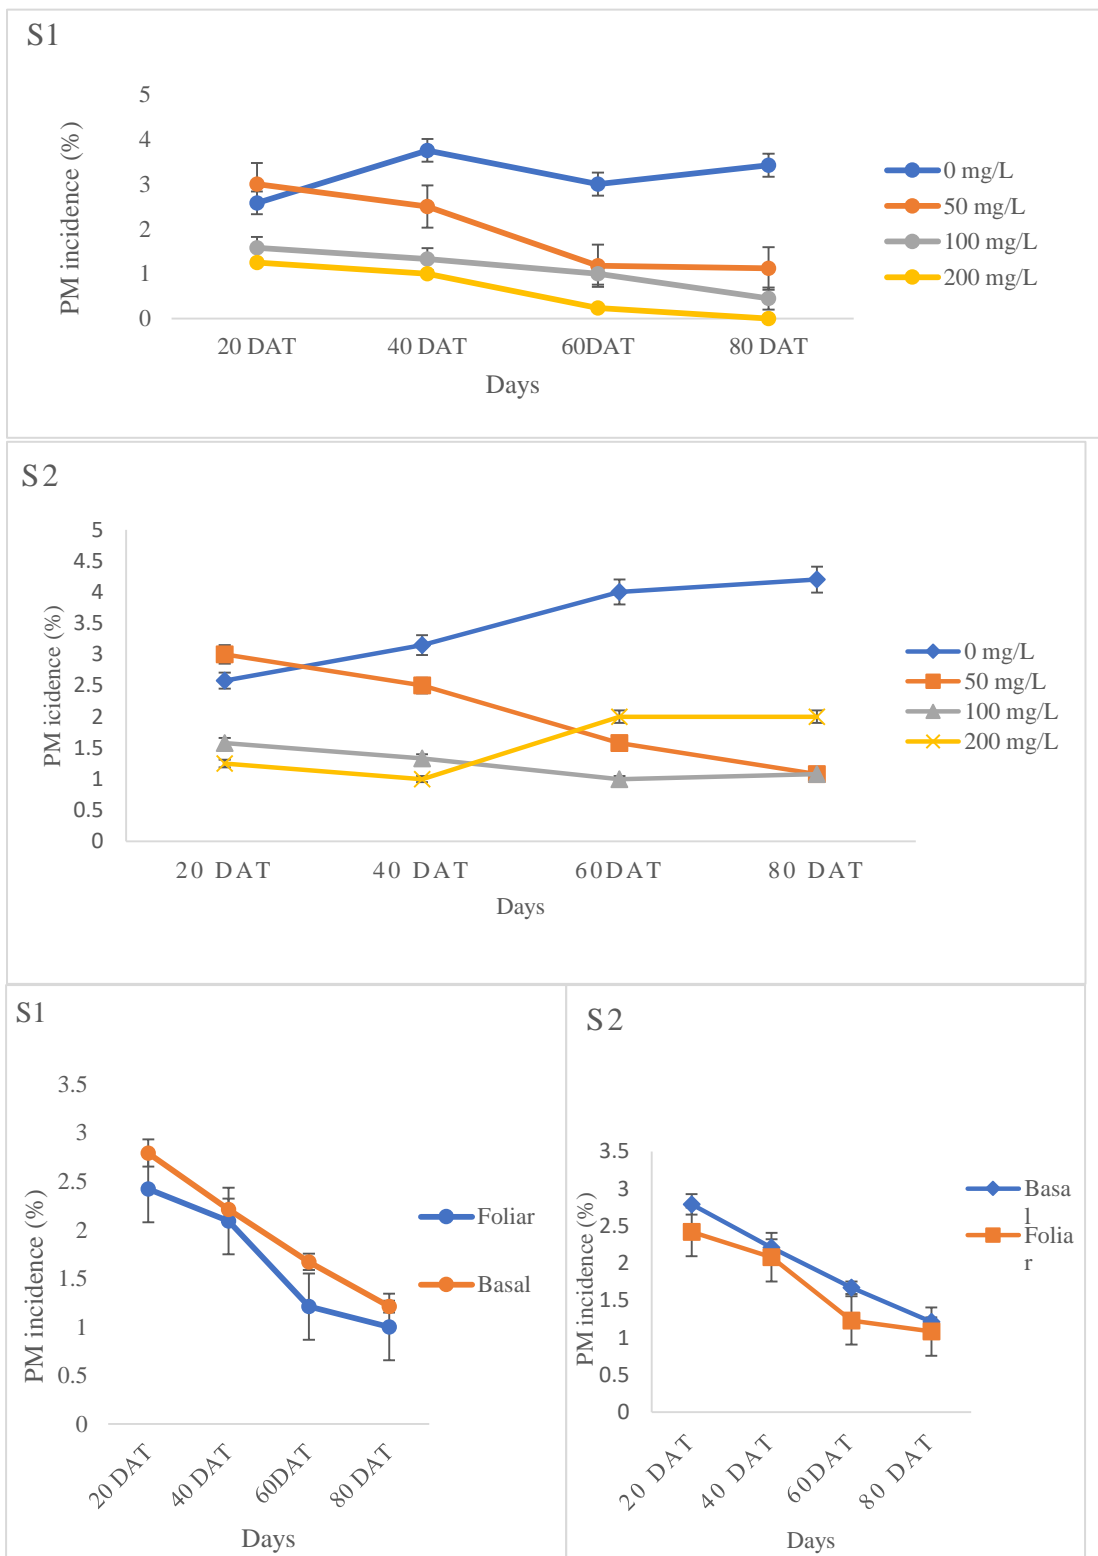 S1
PM incidence (%)
5
4
3
2
1
0
20 DAT 40 DAT 60DAT 80 DAT
Days
0 mg/L
50 mg/L
100 mg/L
200 mg/L
S2
PM icidence (%)
5
4.5
4
3.5
3
2.5
2
1.5
1
0.5
0
20 DAT 40 DAT 60DAT 80 DAT
Days
0 mg/L
50 mg/L
100 mg/L
200 mg/L
S1
PM incidence (%)
3.5
3
2.5
2
1.5
1
0.5
0
20 DAT 40 DAT 60DAT 80 DAT
Days
Foliar
Basal
S2
PM incidence (%)
3.5
3
2.5
2
1.5
1
0.5
0
20 DAT 40 DAT 60DAT 80 DAT
Days
Basa
l
Folia
r